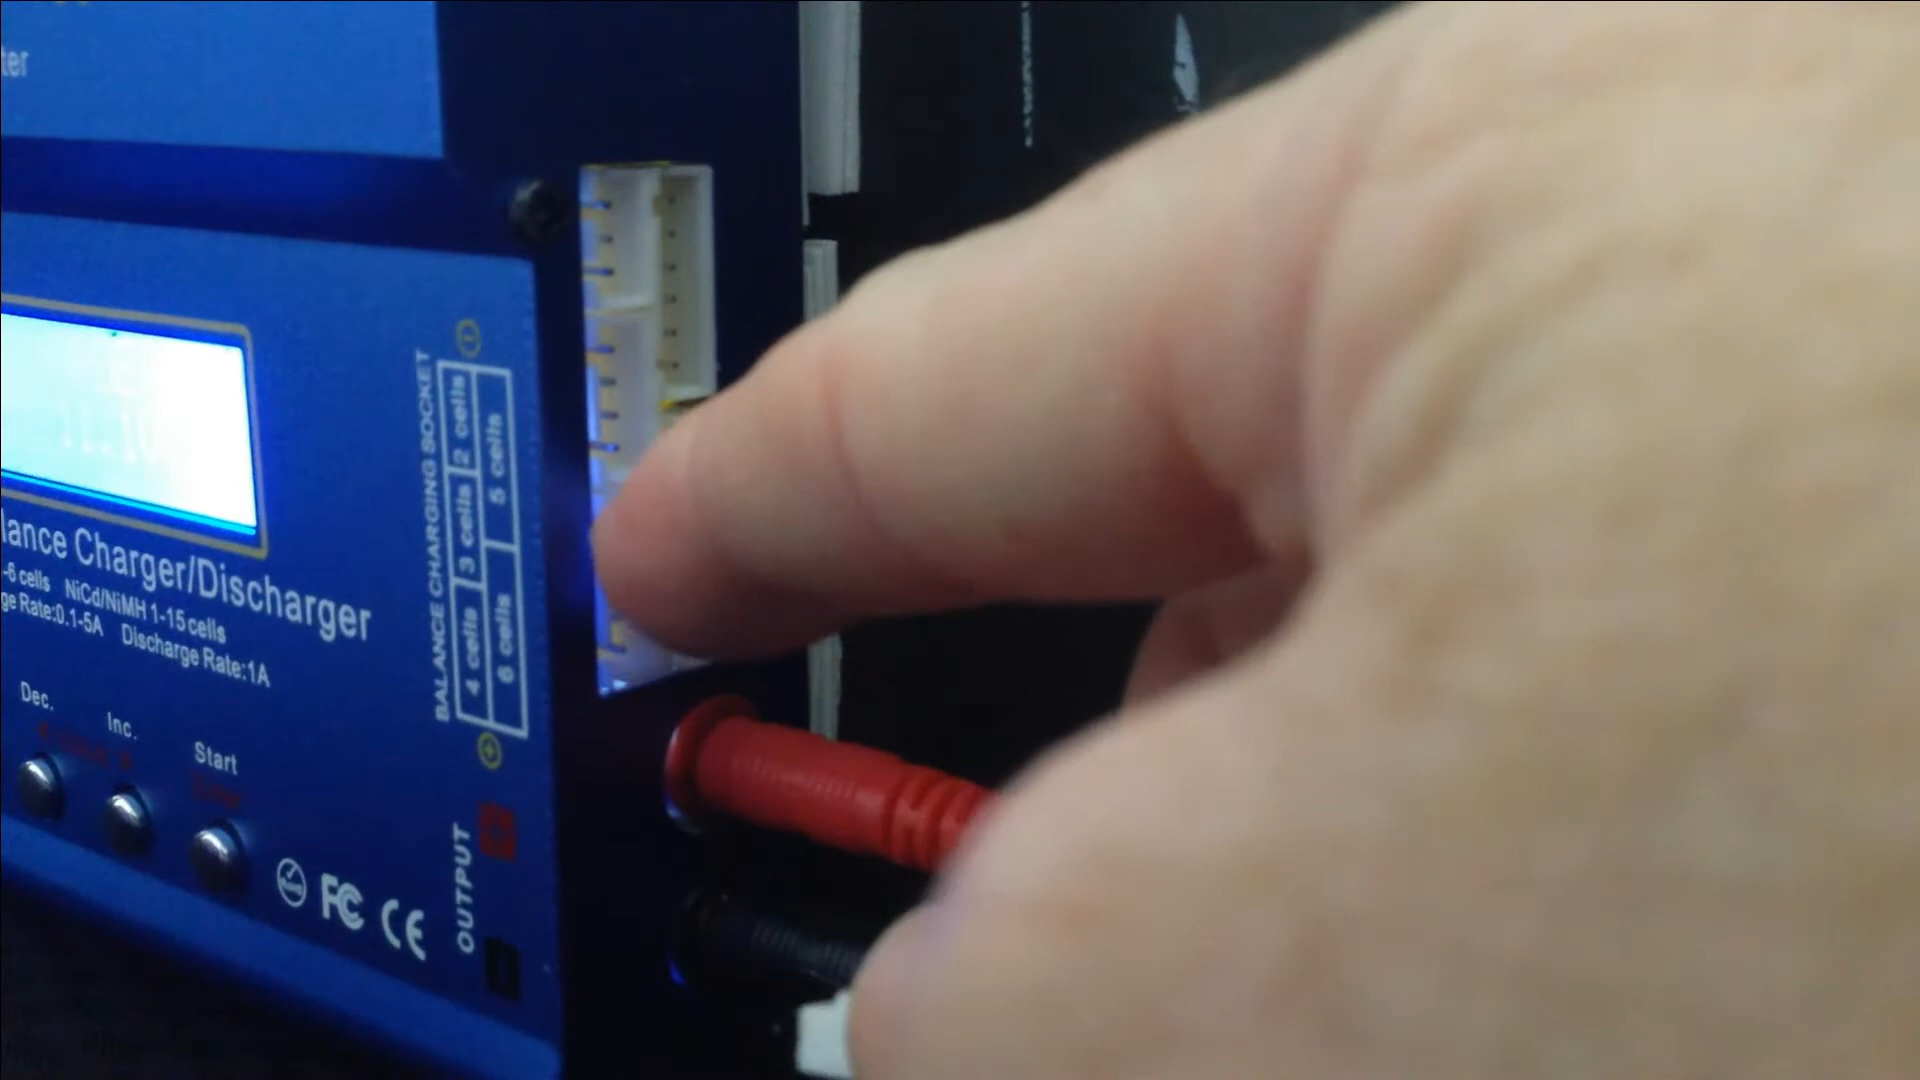 ter
lance Charger/Discharger
-6 cells NiCd/NiMH 1-15 cells
ge Rate:0.1-5A Discharge Rate:1A
Dec.
Inc.
Start
FC CE
BALANCE CHARGING SOCKET
4 cells 3 cells 2 cells
6 cells 5 cells
OUTPUT